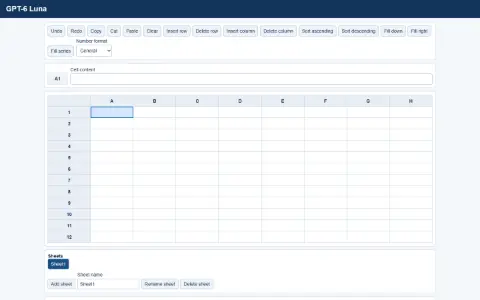 GPT-6 Luna
Undo Redo Copy Cut Paste Clear Insert row Delete row Insert column Delete column Sort ascending Sort descending Fill down Fill right
Number format
Fill series General
Cell content
A1
A B C D E F G H
1
2
3
4
5
6
7
8
9
10
11
12
Sheets
Sheet1
Sheet name
Add sheet Sheet1 Rename sheet Delete sheet